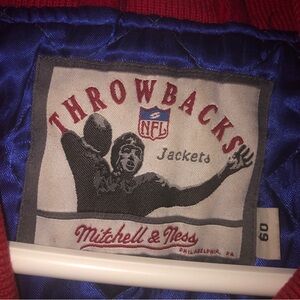 THROWBACKS
NFL
Jackets
Mitchell & Ness
PHILADELPHIA, PA
60